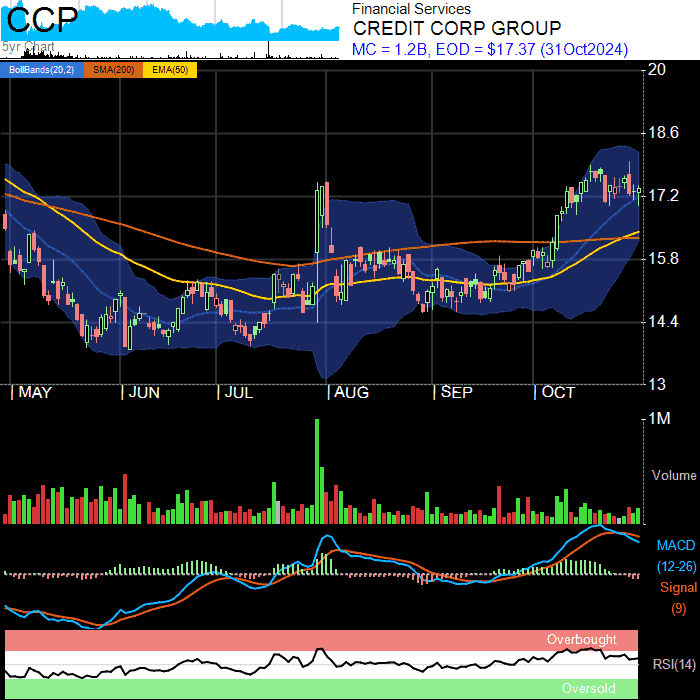 CCP
5yr Chart
Financial Services
CREDIT CORP GROUP
MC = 1.2B, EOD = $17.37 (31Oct2024)
BollBands(20,2) SMA(200) EMA(50)
20
18.6
17.2
15.8
14.4
13
MAY JUN JUL AUG SEP OCT
1M
Volume
MACD
(12-26)
Signal
(9)
Overbought
RSI(14)
Oversold